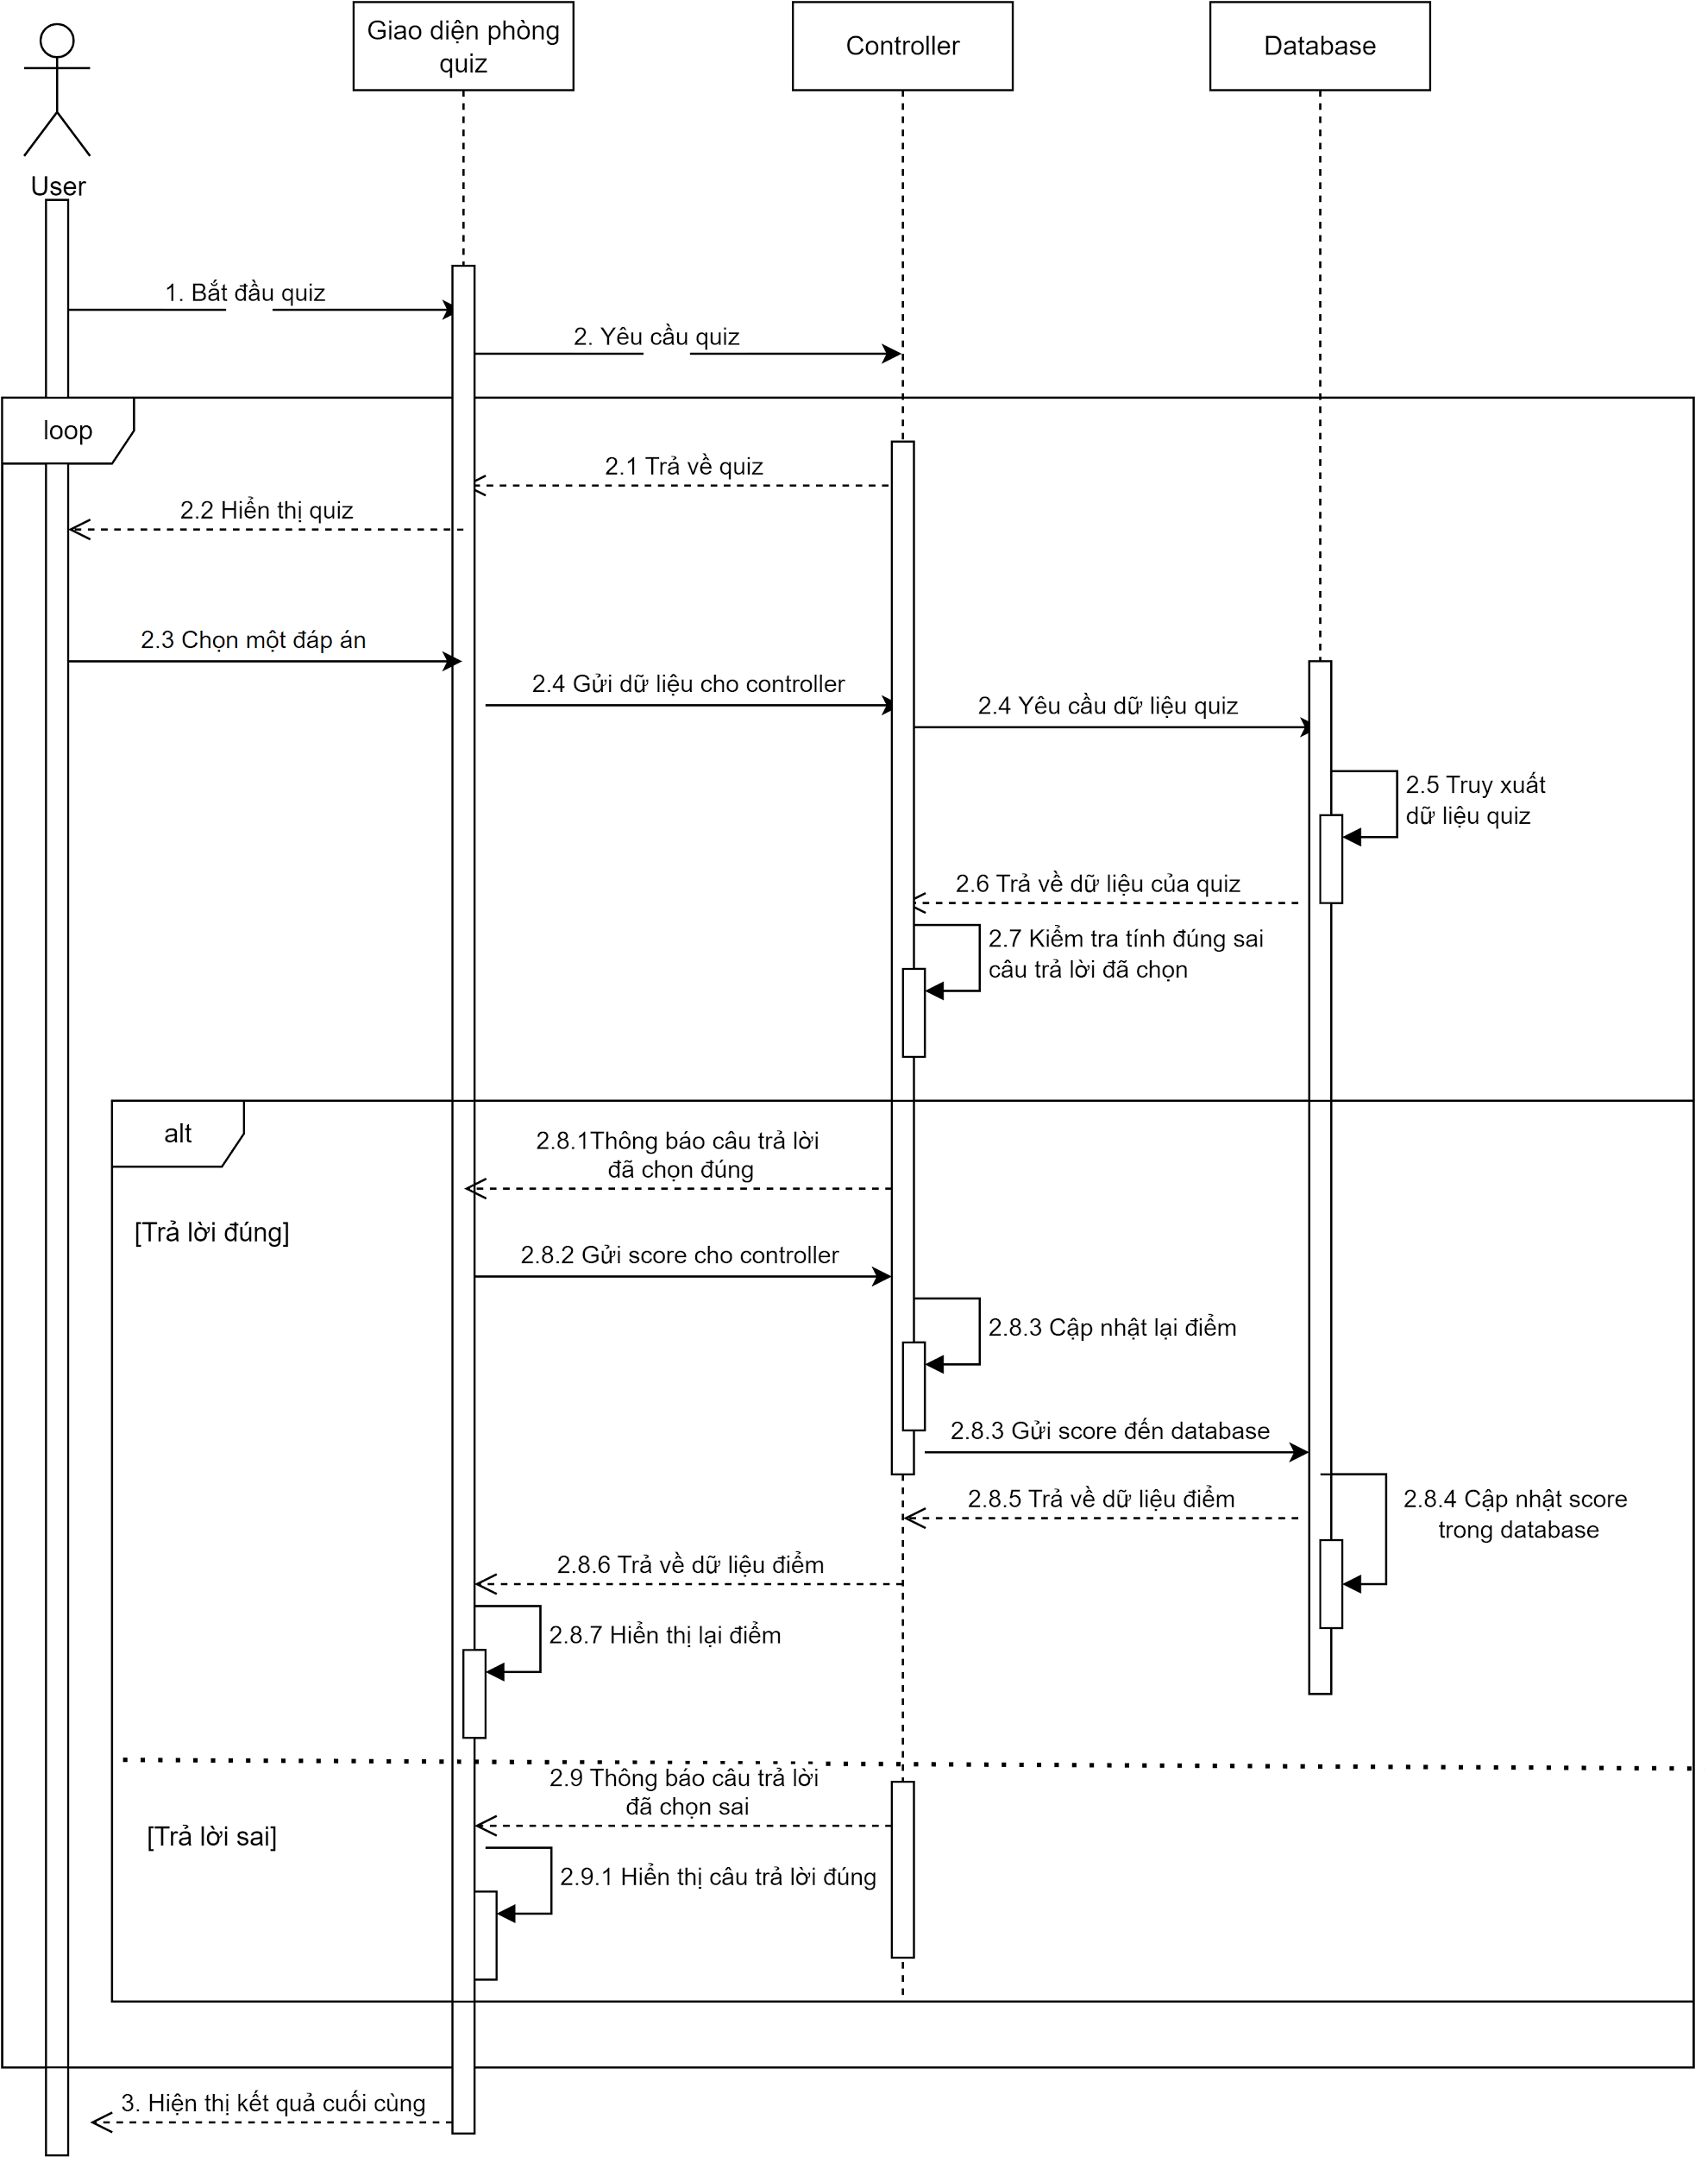 Giao diện phòng
quiz
Controller
Database
User
1. Bắt đầu quiz
2. Yêu cầu quiz
loop
2.1 Trả về quiz
2.2 Hiển thị quiz
2.3 Chọn một đáp án
2.4 Gửi dữ liệu cho controller
2.4 Yêu cầu dữ liệu quiz
2.5 Truy xuất
dữ liệu quiz
2.6 Trả về dữ liệu của quiz
2.7 Kiểm tra tính đúng sai
câu trả lời đã chọn
alt
2.8.1Thông báo câu trả lời
đã chọn đúng
[Trả lời đúng]
2.8.2 Gửi score cho controller
2.8.3 Cập nhật lại điểm
2.8.3 Gửi score đến database
2.8.4 Cập nhật score
trong database
2.8.5 Trả về dữ liệu điểm
2.8.6 Trả về dữ liệu điểm
2.8.7 Hiển thị lại điểm
2.9 Thông báo câu trả lời
đã chọn sai
[Trả lời sai]
2.9.1 Hiển thị câu trả lời đúng
3. Hiện thị kết quả cuối cùng